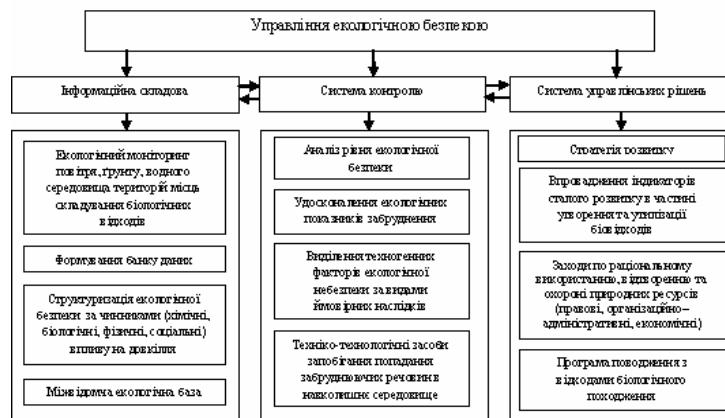 Управління екологічною безпекою
Інформаційна складова
Система контролю
Система управлінських рішень
Екологічний моніторинг
повітря, ґрунту, водного
середовища територій місць
складування біологічних
відходів
Формування банку даних
Структуризація екологічної
безпеки за чинниками (хімічні,
біологічні, фізичні, соціальні)
впливу на довкілля
Міжвідомча екологічна база
Аналіз рівня екологічної
безпеки
Удосконалення екологічних
показників забруднення
Виділення техногенних
факторів екологічної
небезпеки за видами
ймовірних наслідків
Техніко-технологічні засоби
запобігання попадання
забруднюючих речовин в
навколишнє середовище
Стратегія розвитку
Впровадження індикаторів
сталого розвитку в частині
утворення та утилізації
біовідходів
Заходи по раціональному
використанню, відтворенню та
охороні природних ресурсів
(правові, організаційно–
адміністративні, економічні)
Програма поводження з
відходами біологічного
походження